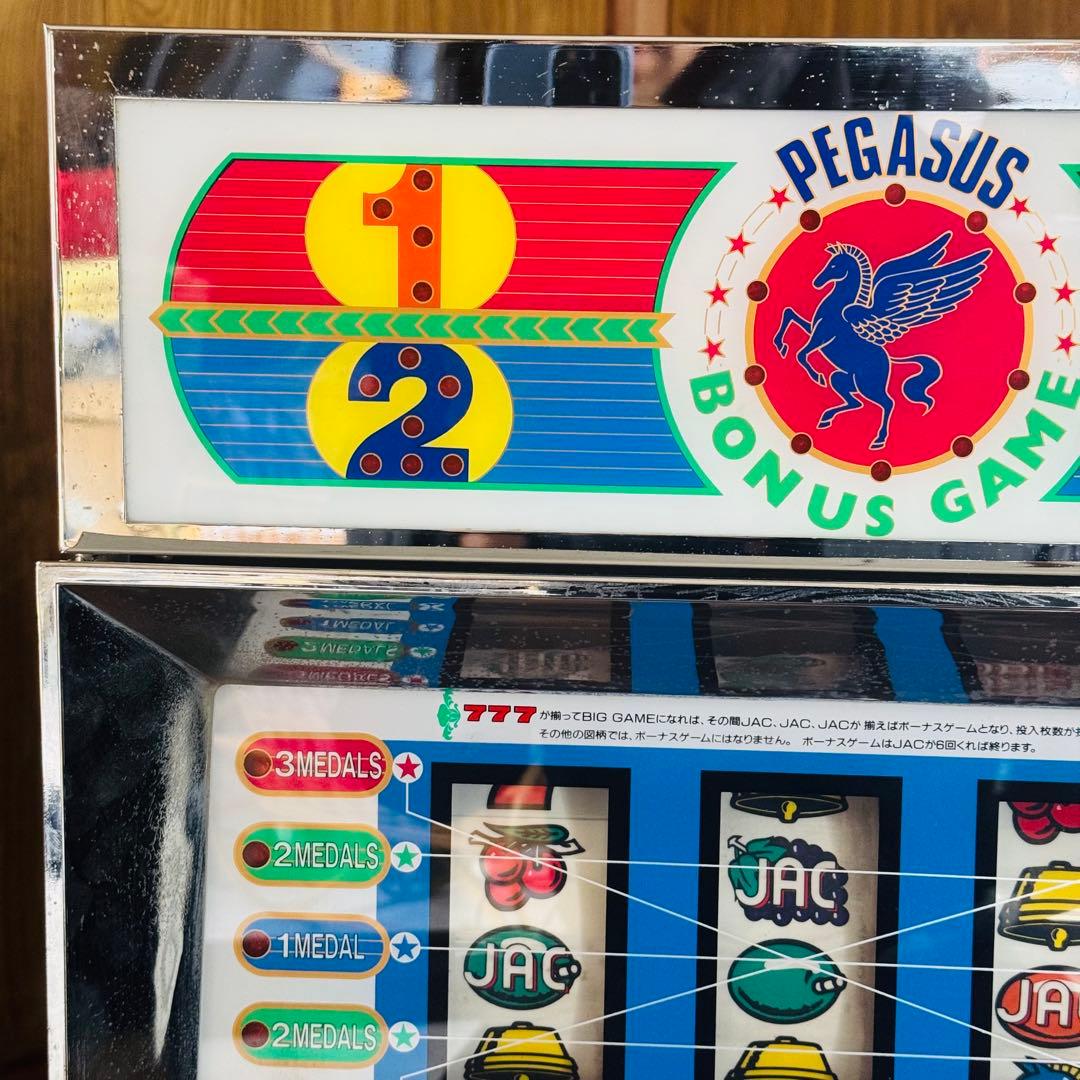 1
2
PEGASUS
BONUS GAME
777が揃ってBIG GAMEになれば、その間JAC、JAC、JACが 揃えばボーナスゲームとなり、投入枚数が
その他の図柄では、ボーナスゲームにはなりません。 ボーナスゲームはJACが6回くれば終ります。
3MEDALS
2MEDALS
JAC
1MEDAL
JAC
JAC
2MEDALS